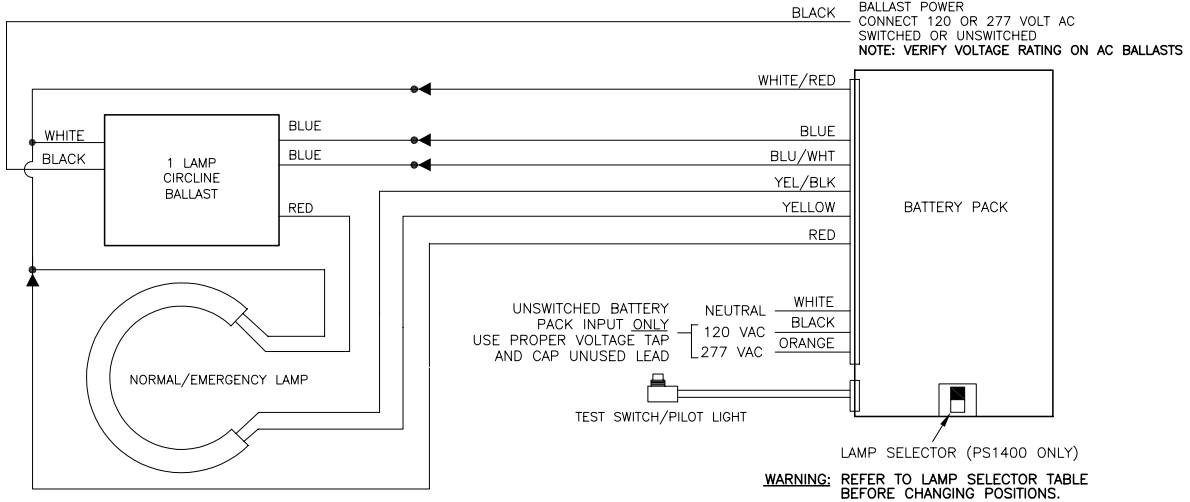 BLACK
BALLAST POWER
CONNECT 120 OR 277 VOLT AC
SWITCHED OR UNSWITCHED
NOTE: VERIFY VOLTAGE RATING ON AC BALLASTS
WHITE/RED
WHITE
BLACK
1 LAMP
CIRCLINE
BALLAST
BLUE
BLUE
RED
BLUE
BLU/WHT
YEL/BLK
YELLOW
RED
BATTERY PACK
UNSWITCHED BATTERY
PACK INPUT ONLY
USE PROPER VOLTAGE TAP
AND CAP UNUSED LEAD
NEUTRAL
120 VAC
277 VAC
WHITE
BLACK
ORANGE
NORMAL/EMERGENCY LAMP
TEST SWITCH/PILOT LIGHT
LAMP SELECTOR (PS1400 ONLY)
WARNING: REFER TO LAMP SELECTOR TABLE
BEFORE CHANGING POSITIONS.